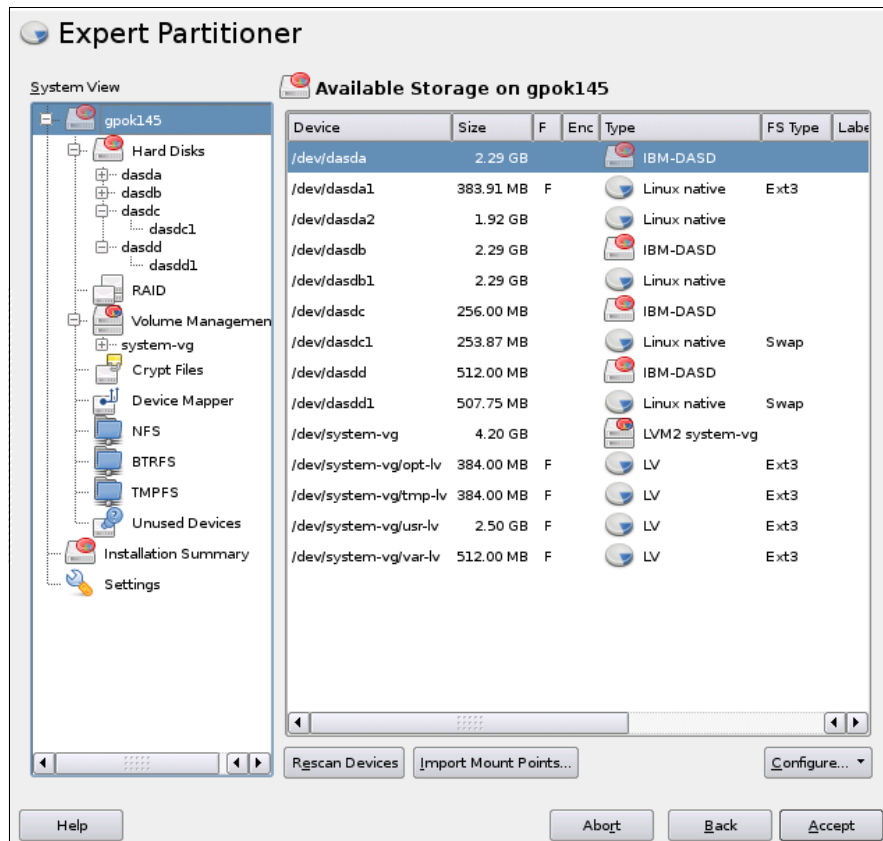 Expert Partitioner
System View
gpok145
Hard Disks
dasda
dasdb
dasdc
dasdc1
dasdd
dasdd1
RAID
Volume Managemen
system-vg
Crypt Files
Device Mapper
NFS
BTRFS
TMPFS
Unused Devices
Installation Summary
Settings
Available Storage on gpok145
Device Size F Enc Type FS Type Labe
/dev/dasda 2.29 GB IBM-DASD
/dev/dasda1 383.91 MB F Linux native Ext3
/dev/dasda2 1.92 GB Linux native
/dev/dasdb 2.29 GB IBM-DASD
/dev/dasdb1 2.29 GB Linux native
/dev/dasdc 256.00 MB IBM-DASD
/dev/dasdc1 253.87 MB Linux native Swap
/dev/dasdd 512.00 MB IBM-DASD
/dev/dasdd1 507.75 MB Linux native Swap
/dev/system-vg 4.20 GB LVM2 system-vg
/dev/system-vg/opt-lv 384.00 MB F LV Ext3
/dev/system-vg/tmp-lv 384.00 MB F LV Ext3
/dev/system-vg/usr-lv 2.50 GB F LV Ext3
/dev/system-vg/var-lv 512.00 MB F LV Ext3
Rescan Devices Import Mount Points... Configure...
Help Abort Back Accept